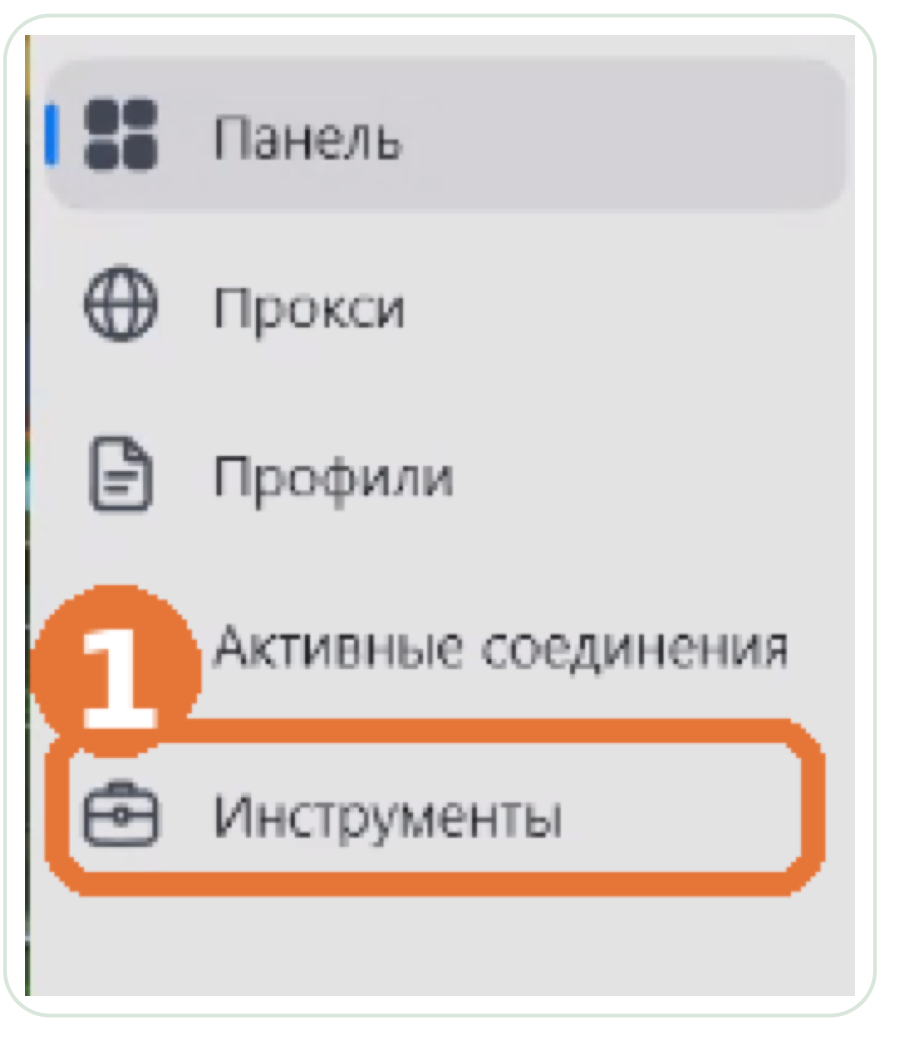 Панель
Прокси
Профили
1
Активные соединения
Инструменты